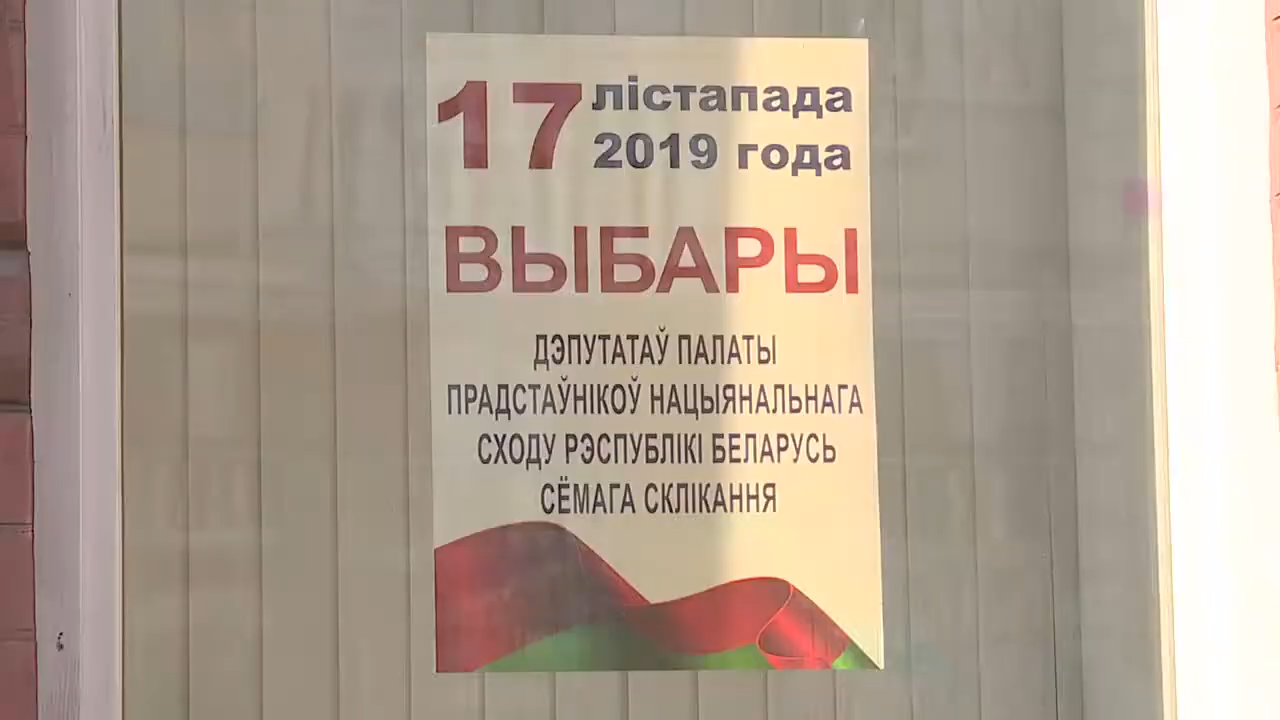 17 лістапада
2019 года
ВЫБАРЫ
ДЭПУТАТАЎ ПАЛАТЫ
ПРАДСТАЎНІКОЎ НАЦЫЯНАЛЬНАГА
СХОДУ РЭСПУБЛІКІ БЕЛАРУСЬ
СЁМАГА СКЛІКАННЯ